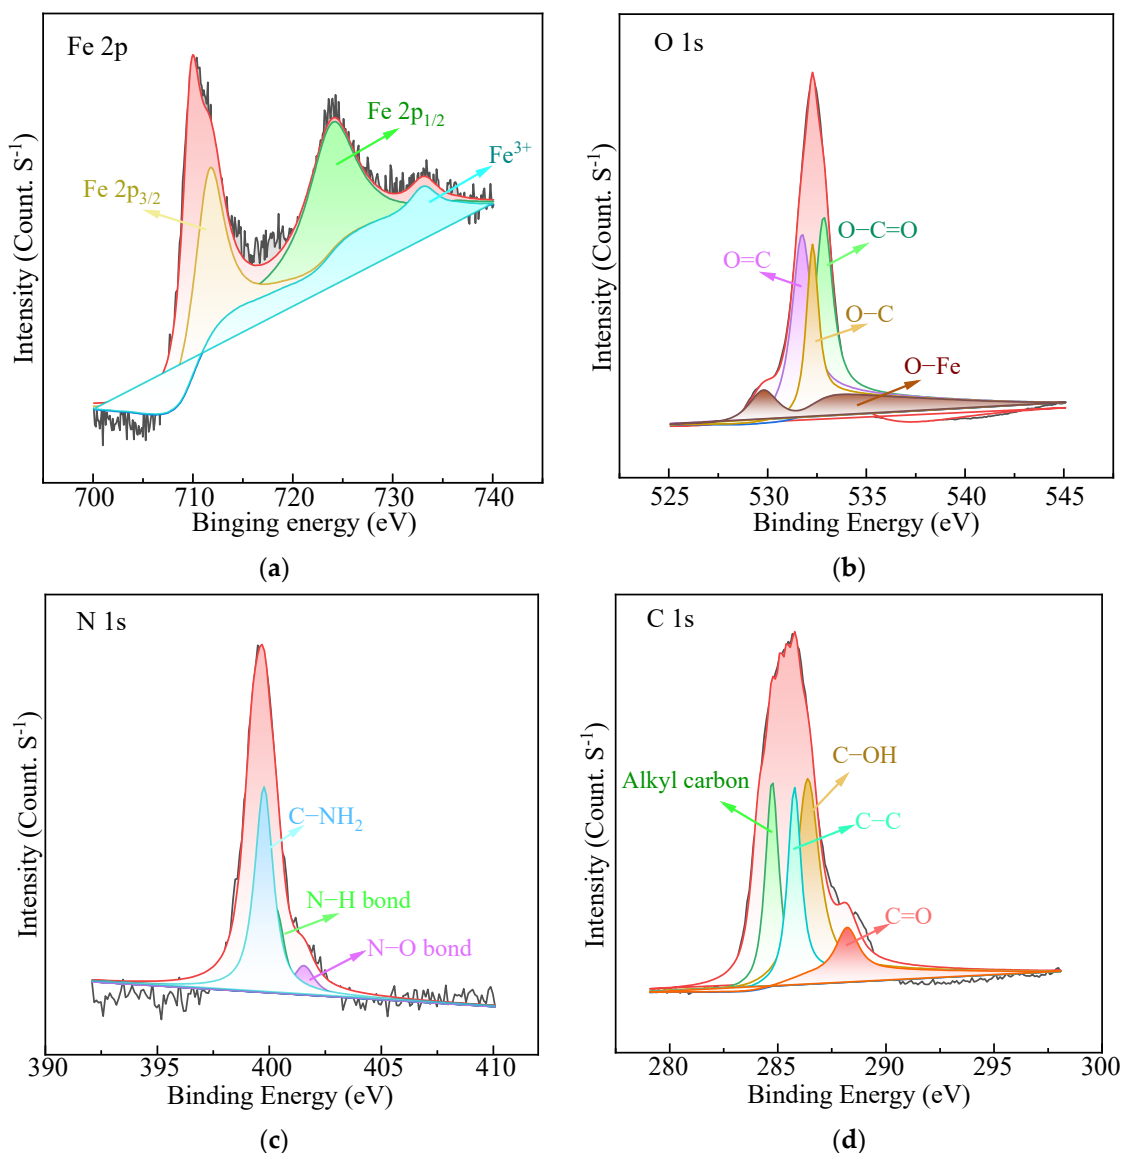 Fe 2p
Fe 2p₁/₂
Fe³⁺
Fe 2p₃/₂
Intensity (Count. S⁻¹)
700 710 720 730 740
Binging energy (eV)
(a)
O 1s
O−C=O
O=C
O−C
O−Fe
Intensity (Count. S⁻¹)
525 530 535 540 545
Binding Energy (eV)
(b)
N 1s
C−NH₂
N−H bond
N−O bond
Intensity (Count. S⁻¹)
390 395 400 405 410
Binding Energy (eV)
(c)
C 1s
C−OH
Alkyl carbon
C−C
C=O
Intensity (Count. S⁻¹)
280 285 290 295 300
Binding Energy (eV)
(d)